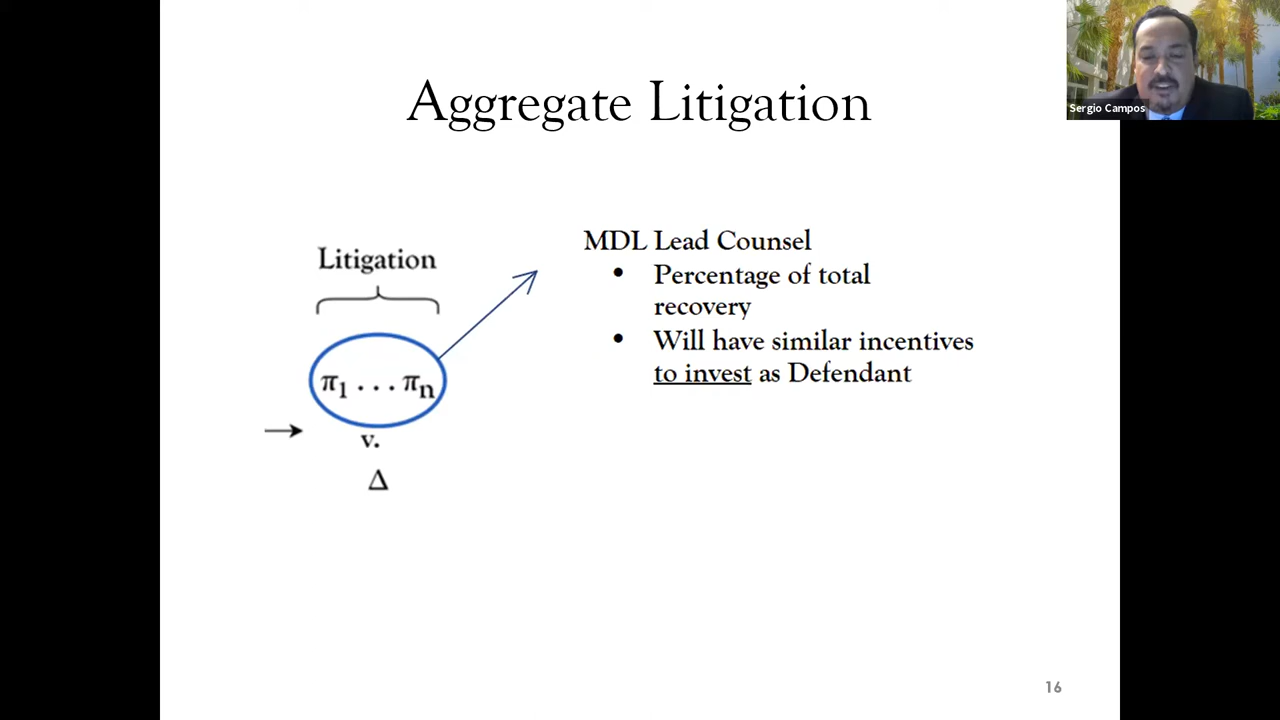 Aggregate Litigation
Sergio Campos
Litigation
π1 . . . πn
v.
Δ
MDL Lead Counsel
• Percentage of total
recovery
• Will have similar incentives
to invest as Defendant
16